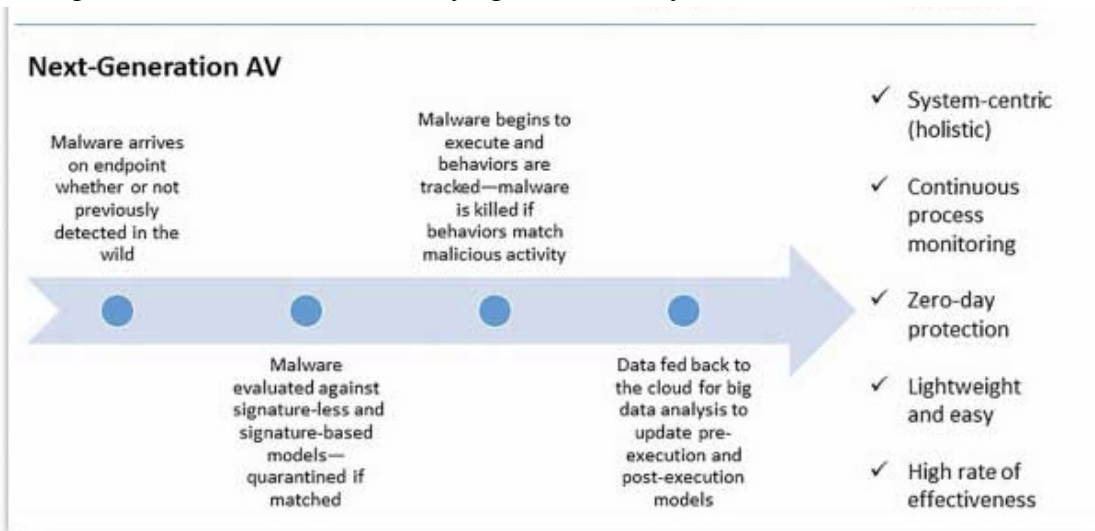 Next-Generation AV
Malware arrives
on endpoint
whether or not
previously
detected in the
wild
Malware
evaluated against
signature-less and
signature-based
models—
quarantined if
matched
Malware begins to
execute and
behaviors are
tracked—malware
is killed if
behaviors match
malicious activity
Data fed back to
the cloud for big
data analysis to
update pre-
execution and
post-execution
models
✓ System-centric
(holistic)
✓ Continuous
process
monitoring
✓ Zero-day
protection
✓ Lightweight
and easy
✓ High rate of
effectiveness